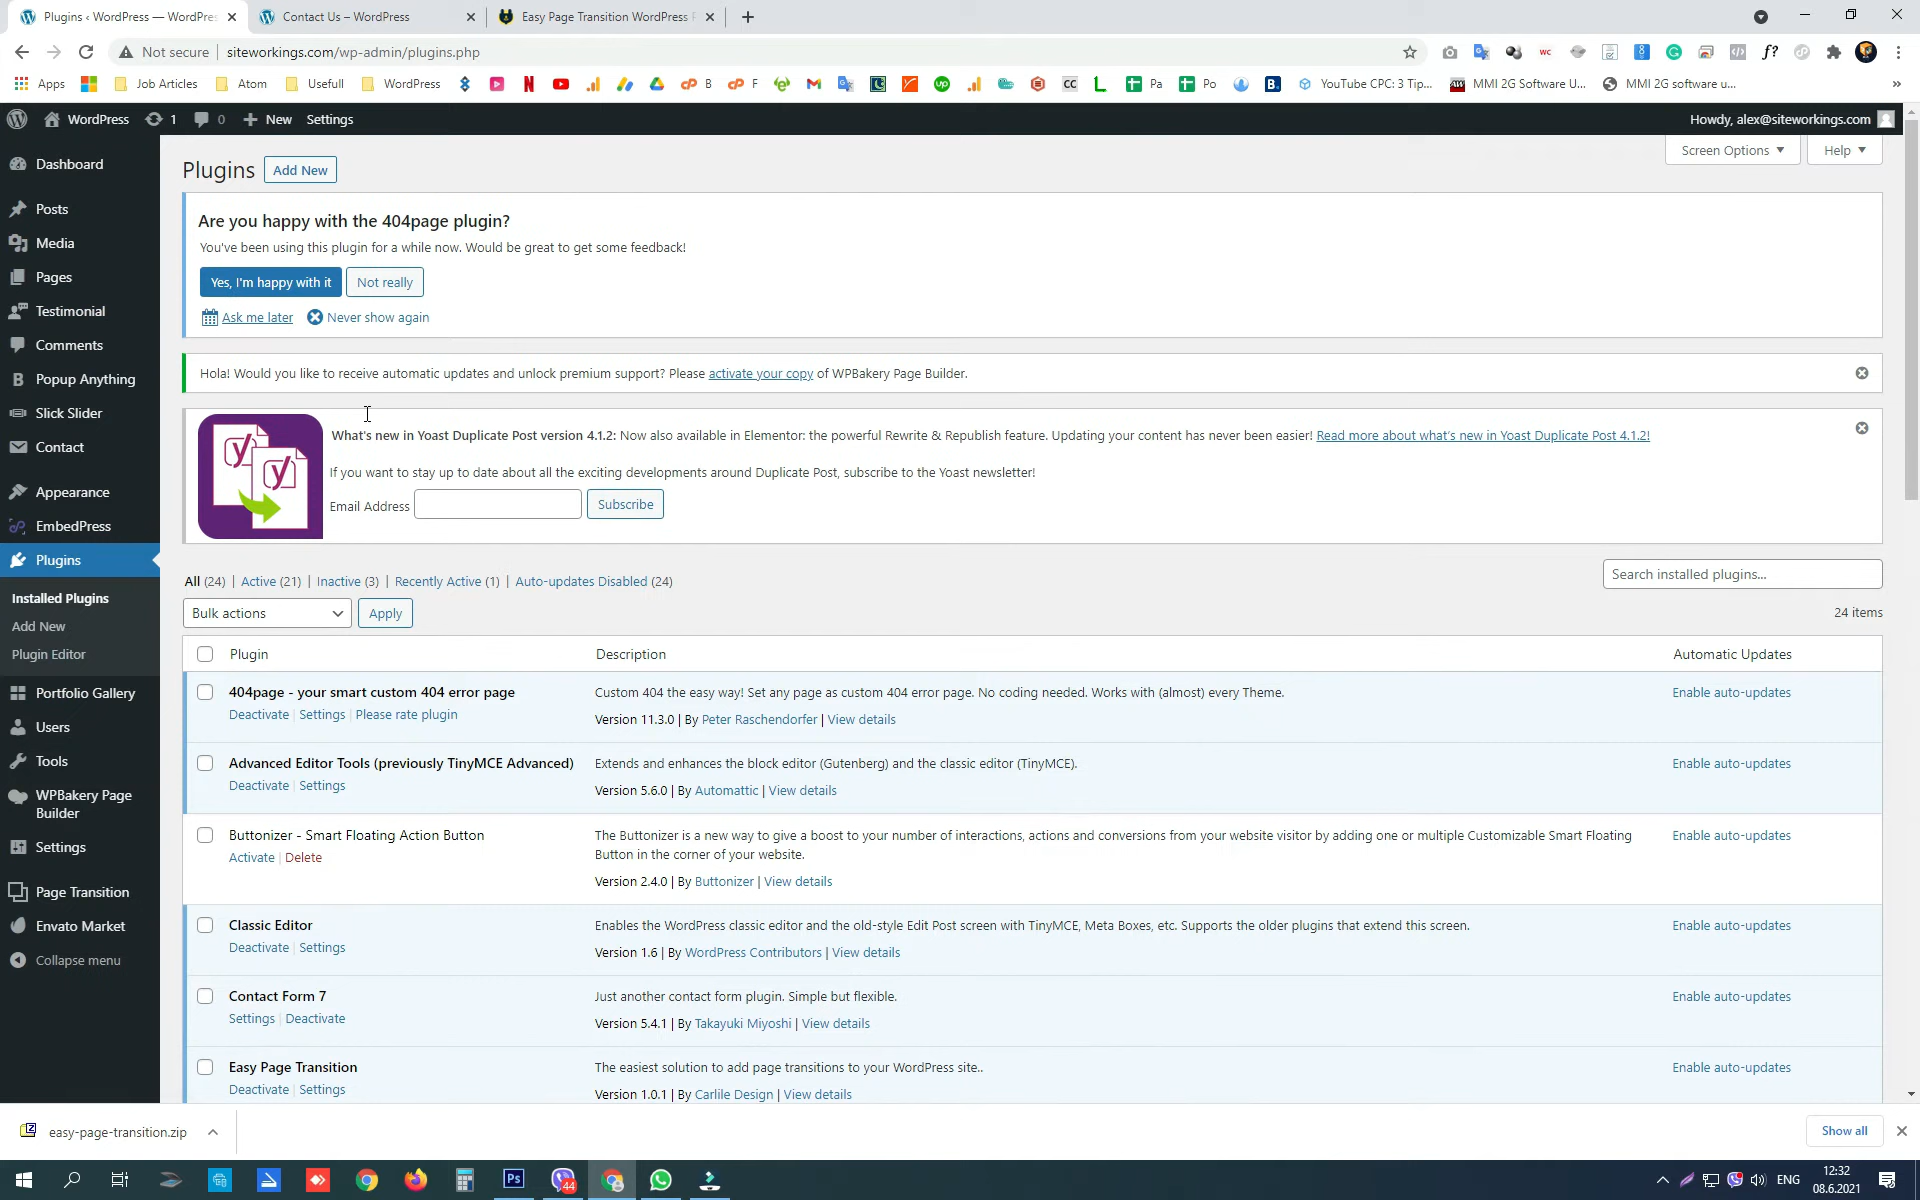 Plugins ‹ WordPress — WordPres
Contact Us – WordPress
Easy Page Transition WordPress P
Not secure
siteworkings.com/wp-admin/plugins.php
Apps
Job Articles
Atom
Usefull
WordPress
B
F
Pa
Po
YouTube CPC: 3 Tip...
MMI 2G Software U...
MMI 2G software u...
WordPress
1
0
New
Settings
Howdy, alex@siteworkings.com
Dashboard
Posts
Media
Pages
Testimonial
Comments
Popup Anything
Slick Slider
Contact
Appearance
EmbedPress
Plugins
Installed Plugins
Add New
Plugin Editor
Portfolio Gallery
Users
Tools
WPBakery Page
Builder
Settings
Page Transition
Envato Market
Collapse menu
Screen Options
Help
Plugins
Add New
Are you happy with the 404page plugin?
You've been using this plugin for a while now. Would be great to get some feedback!
Yes, I'm happy with it
Not really
Ask me later
Never show again
Hola! Would you like to receive automatic updates and unlock premium support? Please activate your copy of WPBakery Page Builder.
What's new in Yoast Duplicate Post version 4.1.2: Now also available in Elementor: the powerful Rewrite & Republish feature. Updating your content has never been easier! Read more about what's new in Yoast Duplicate Post 4.1.2!
If you want to stay up to date about all the exciting developments around Duplicate Post, subscribe to the Yoast newsletter!
Email Address
Subscribe
All (24) | Active (21) | Inactive (3) | Recently Active (1) | Auto-updates Disabled (24)
Search installed plugins...
Bulk actions
Apply
24 items
Plugin
Description
Automatic Updates
404page - your smart custom 404 error page
Deactivate | Settings | Please rate plugin
Custom 404 the easy way! Set any page as custom 404 error page. No coding needed. Works with (almost) every Theme.
Version 11.3.0 | By Peter Raschendorfer | View details
Enable auto-updates
Advanced Editor Tools (previously TinyMCE Advanced)
Deactivate | Settings
Extends and enhances the block editor (Gutenberg) and the classic editor (TinyMCE).
Version 5.6.0 | By Automattic | View details
Enable auto-updates
Buttonizer - Smart Floating Action Button
Activate | Delete
The Buttonizer is a new way to give a boost to your number of interactions, actions and conversions from your website visitor by adding one or multiple Customizable Smart Floating
Button in the corner of your website.
Version 2.4.0 | By Buttonizer | View details
Enable auto-updates
Classic Editor
Deactivate | Settings
Enables the WordPress classic editor and the old-style Edit Post screen with TinyMCE, Meta Boxes, etc. Supports the older plugins that extend this screen.
Version 1.6 | By WordPress Contributors | View details
Enable auto-updates
Contact Form 7
Settings | Deactivate
Just another contact form plugin. Simple but flexible.
Version 5.4.1 | By Takayuki Miyoshi | View details
Enable auto-updates
Easy Page Transition
Deactivate | Settings
The easiest solution to add page transitions to your WordPress site..
Version 1.0.1 | By Carlile Design | View details
Enable auto-updates
easy-page-transition.zip
Show all
Ps
44
ENG
12:32
08.6.2021